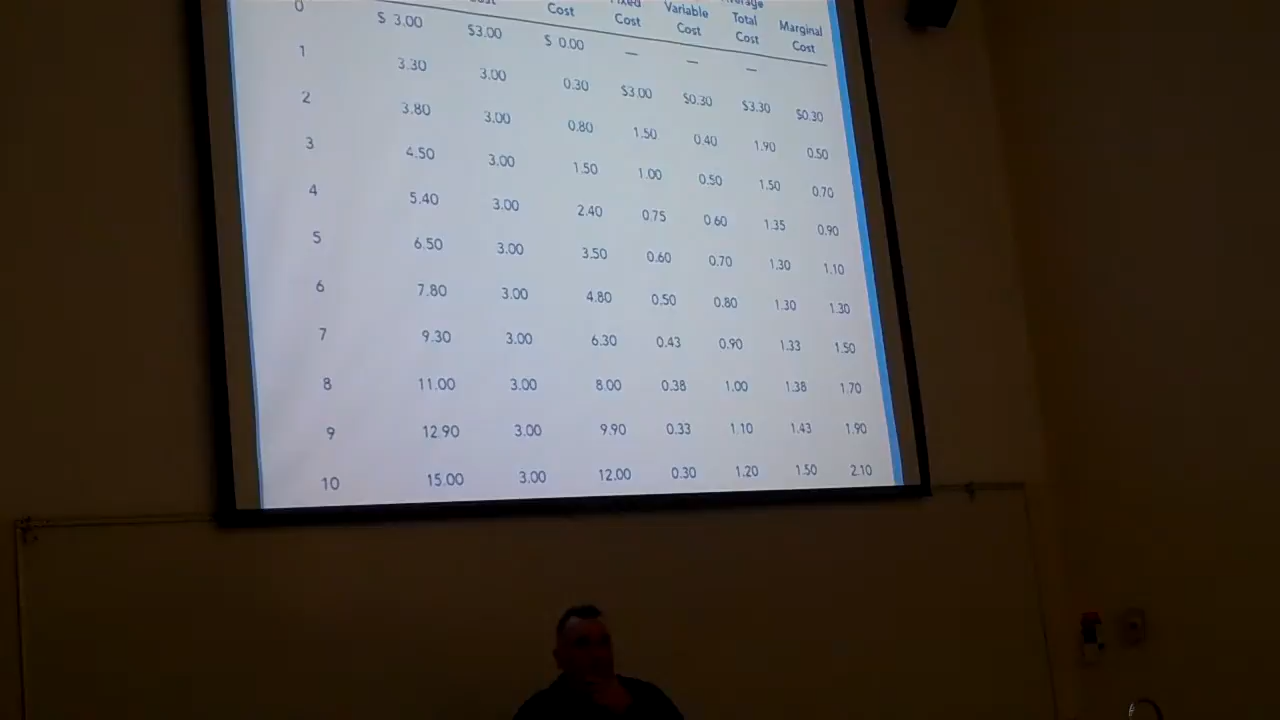 Cost Fixed Variable Average
Cost Cost Total Marginal
Cost Cost
0 $ 3.00 $3.00 $ 0.00 — — —
1 3.30 3.00 0.30 $3.00 $0.30 $3.30 $0.30
2 3.80 3.00 0.80 1.50 0.40 1.90 0.50
3 4.50 3.00 1.50 1.00 0.50 1.50 0.70
4 5.40 3.00 2.40 0.75 0.60 1.35 0.90
5 6.50 3.00 3.50 0.60 0.70 1.30 1.10
6 7.80 3.00 4.80 0.50 0.80 1.30 1.30
7 9.30 3.00 6.30 0.43 0.90 1.33 1.50
8 11.00 3.00 8.00 0.38 1.00 1.38 1.70
9 12.90 3.00 9.90 0.33 1.10 1.43 1.90
10 15.00 3.00 12.00 0.30 1.20 1.50 2.10